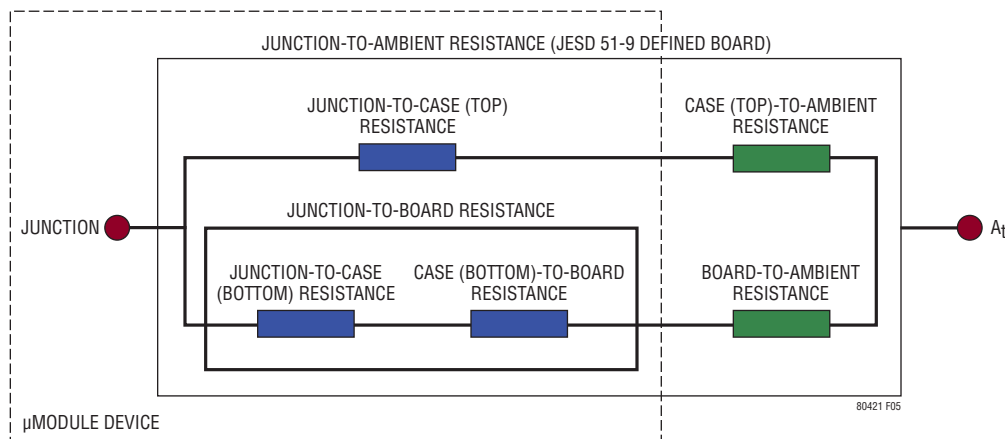 JUNCTION-TO-AMBIENT RESISTANCE (JESD 51-9 DEFINED BOARD)
JUNCTION-TO-CASE (TOP)
RESISTANCE
CASE (TOP)-TO-AMBIENT
RESISTANCE
JUNCTION
JUNCTION-TO-BOARD RESISTANCE
At
JUNCTION-TO-CASE
(BOTTOM) RESISTANCE
CASE (BOTTOM)-TO-BOARD
RESISTANCE
BOARD-TO-AMBIENT
RESISTANCE
80421 F05
µMODULE DEVICE